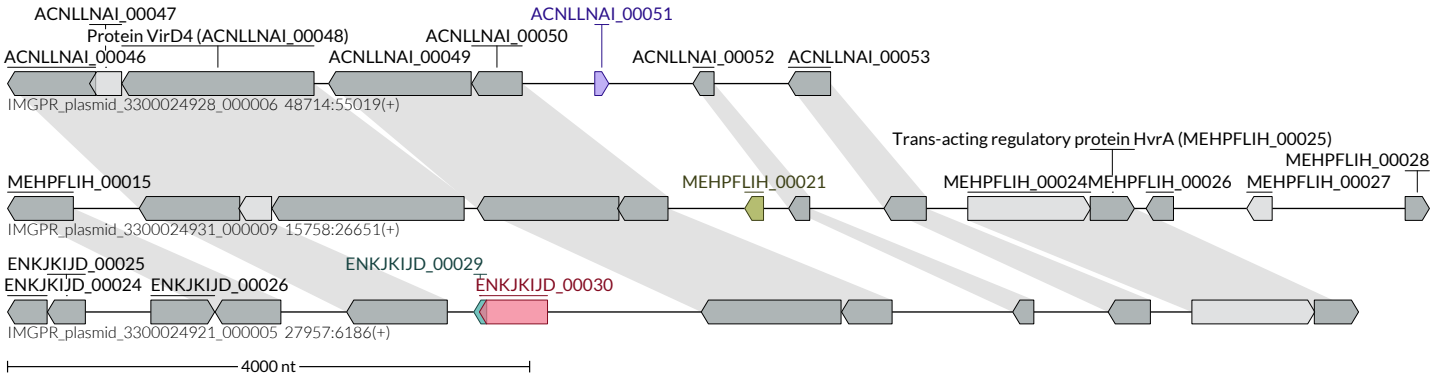 ACNLLNAI_00047 ACNLLNAI_00051
Protein VirD4 (ACNLLNAI_00048) ACNLLNAI_00050
ACNLLNAI_00046 ACNLLNAI_00049 ACNLLNAI_00052 ACNLLNAI_00053
IMGPR_plasmid_3300024928_000006 48714:55019(+)
Trans-acting regulatory protein HvrA (MEHPFLIH_00025)
MEHPFLIH_00028
MEHPFLIH_00015 MEHPFLIH_00021 MEHPFLIH_00024 MEHPFLIH_00026 MEHPFLIH_00027
IMGPR_plasmid_3300024931_000009 15758:26651(+)
ENKJKIJD_00025 ENKJKIJD_00029
ENKJKIJD_00024 ENKJKIJD_00026 ENKJKIJD_00030
IMGPR_plasmid_3300024921_000005 27957:6186(+)
4000 nt